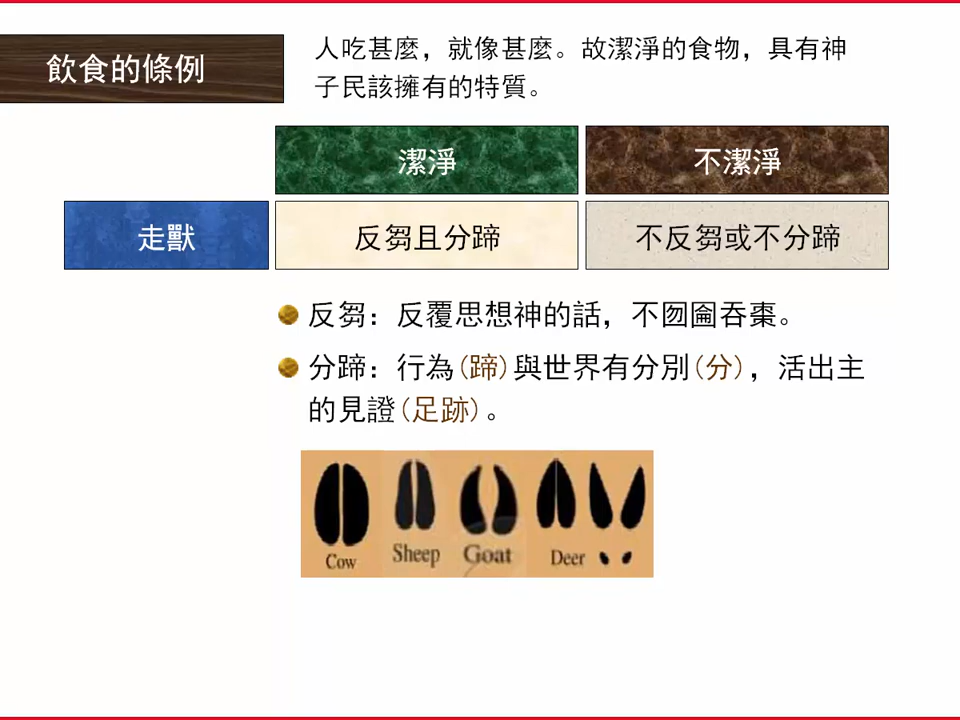 飲食的條例
人吃甚麼，就像甚麼。故潔淨的食物，具有神
子民該擁有的特質。
潔淨
不潔淨
走獸
反芻且分蹄
不反芻或不分蹄
反芻：反覆思想神的話，不囫圇吞棗。
分蹄：行為(蹄)與世界有分別(分)，活出主
的見證(足跡)。
Cow
Sheep
Goat
Deer